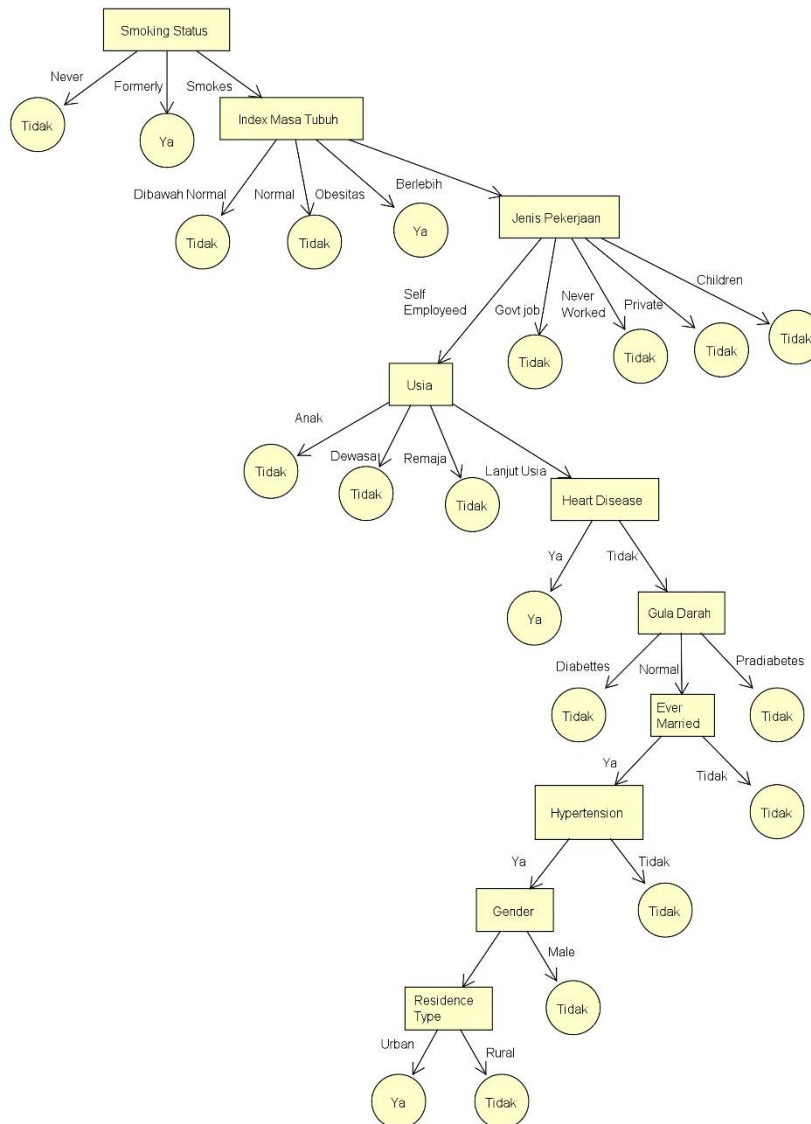 Smoking Status
Never
Formerly
Smokes
Tidak
Ya
Index Masa Tubuh
Dibawah Normal
Normal
Obesitas
Berlebih
Tidak
Tidak
Ya
Jenis Pekerjaan
Self
Employeed
Govt job
Never
Worked
Private
Children
Tidak
Tidak
Tidak
Tidak
Usia
Anak
Dewasa
Remaja
Lanjut Usia
Tidak
Tidak
Tidak
Heart Disease
Ya
Tidak
Ya
Gula Darah
Diabettes
Normal
Pradiabetes
Tidak
Ever
Married
Tidak
Ya
Tidak
Hypertension
Tidak
Ya
Tidak
Gender
Tidak
Male
Residence
Type
Tidak
Urban
Rural
Ya
Tidak